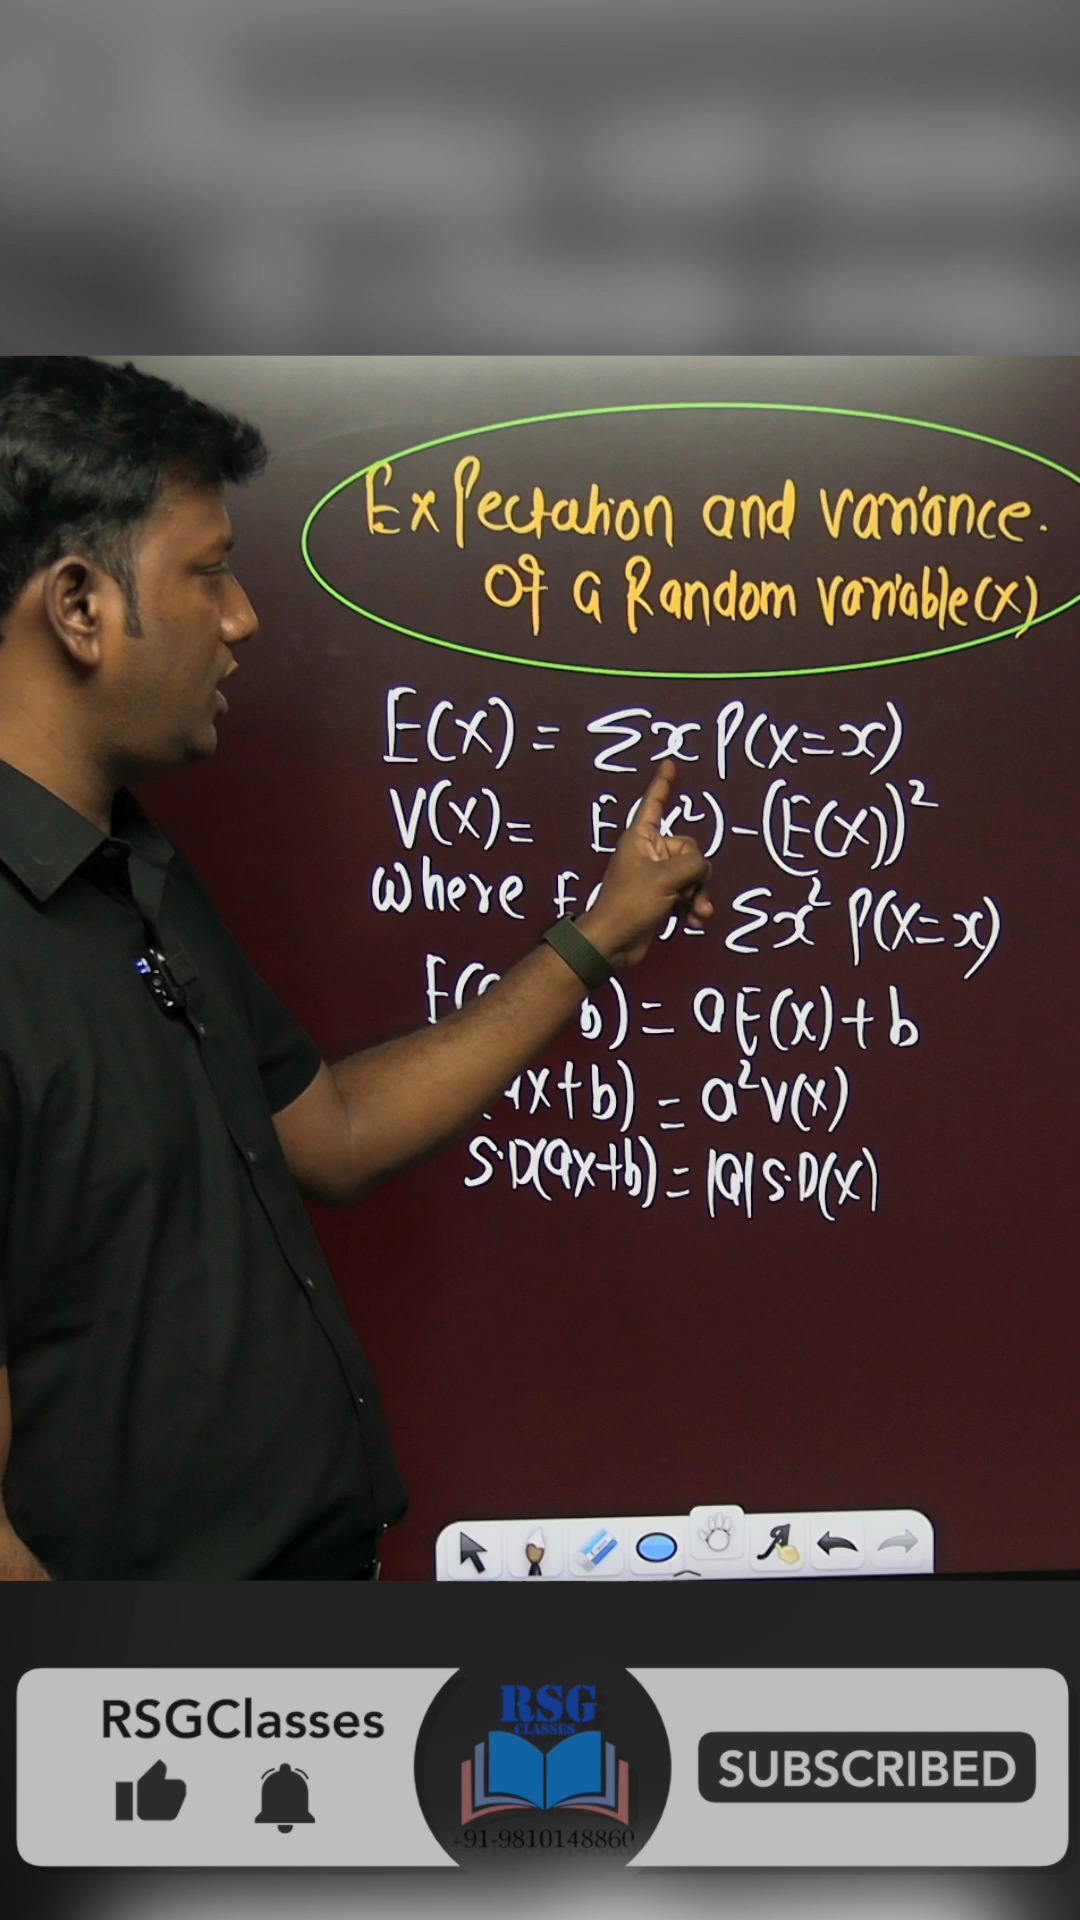 Expectation and variance.
Of a Random variable(x)
E(X) = Σx P(X=x)
V(X) = E(X²) - (E(X))²
where = Σx² P(X=x)
b) = aE(X) + b
ax+b) = a²V(X)
S.D(ax+b) = |a| S.D(X)
RSGClasses
RSG
CLASSES
+91-9810148860
SUBSCRIBED